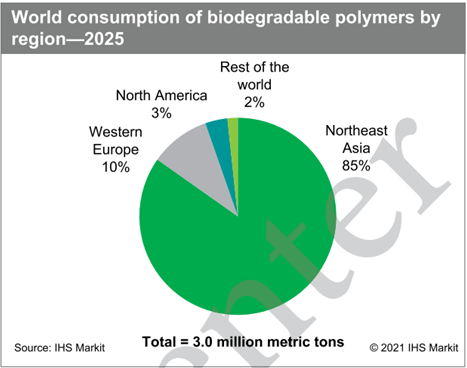 World consumption of biodegradable polymers by
region—2025
Rest of the
world
2%
North America
3%
Western
Europe
10%
Northeast
Asia
85%
Total = 3.0 million metric tons
Source: IHS Markit
© 2021 IHS Markit